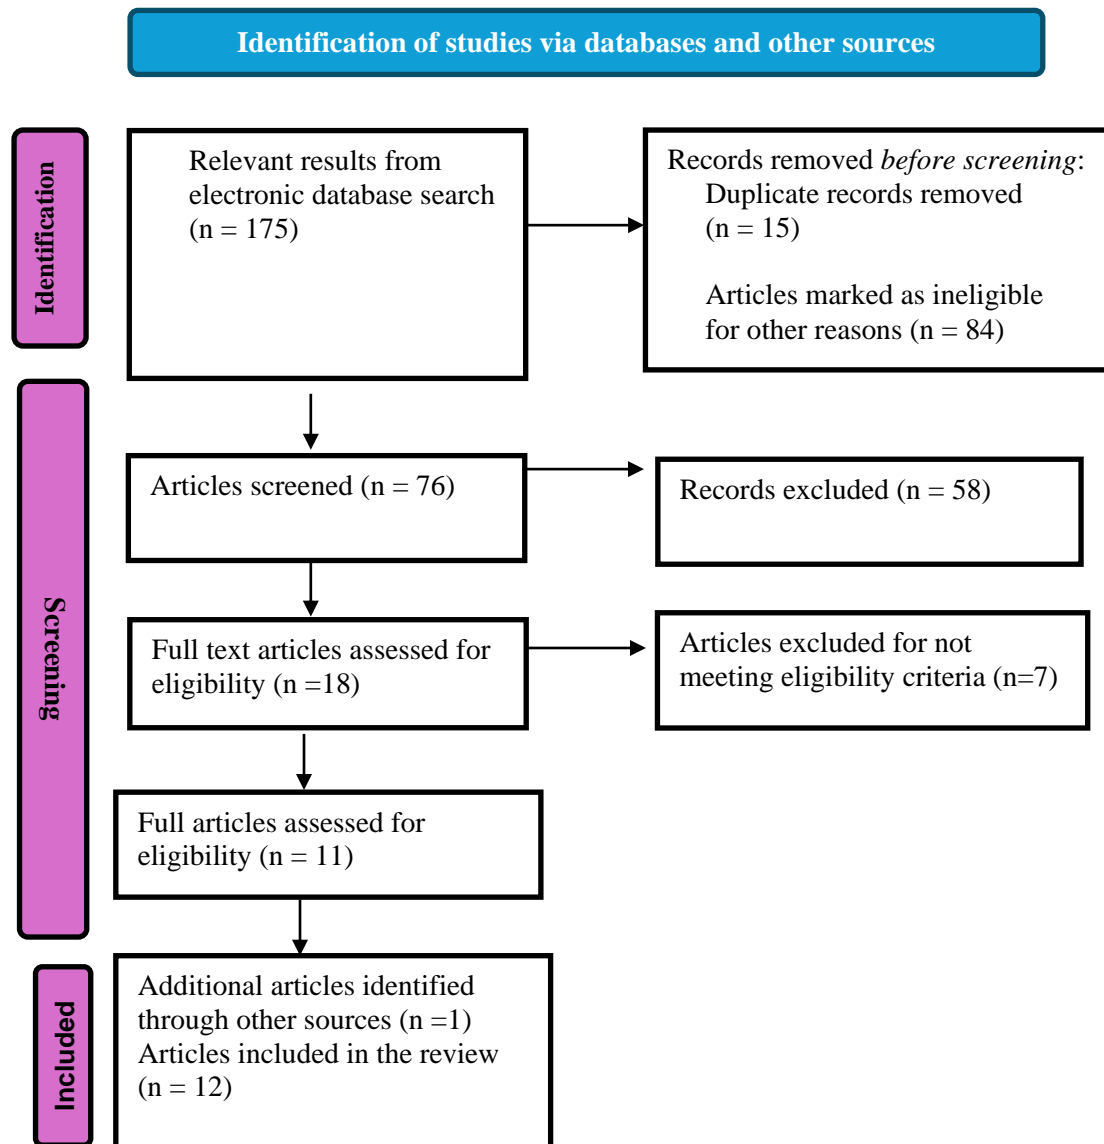 Identification of studies via databases and other sources
Identification
Relevant results from
electronic database search
(n = 175)
Records removed before screening:
Duplicate records removed
(n = 15)
Articles marked as ineligible
for other reasons (n = 84)
Screening
Articles screened (n = 76)
Records excluded (n = 58)
Full text articles assessed for
eligibility (n =18)
Articles excluded for not
meeting eligibility criteria (n=7)
Full articles assessed for
eligibility (n = 11)
Included
Additional articles identified
through other sources (n =1)
Articles included in the review
(n = 12)